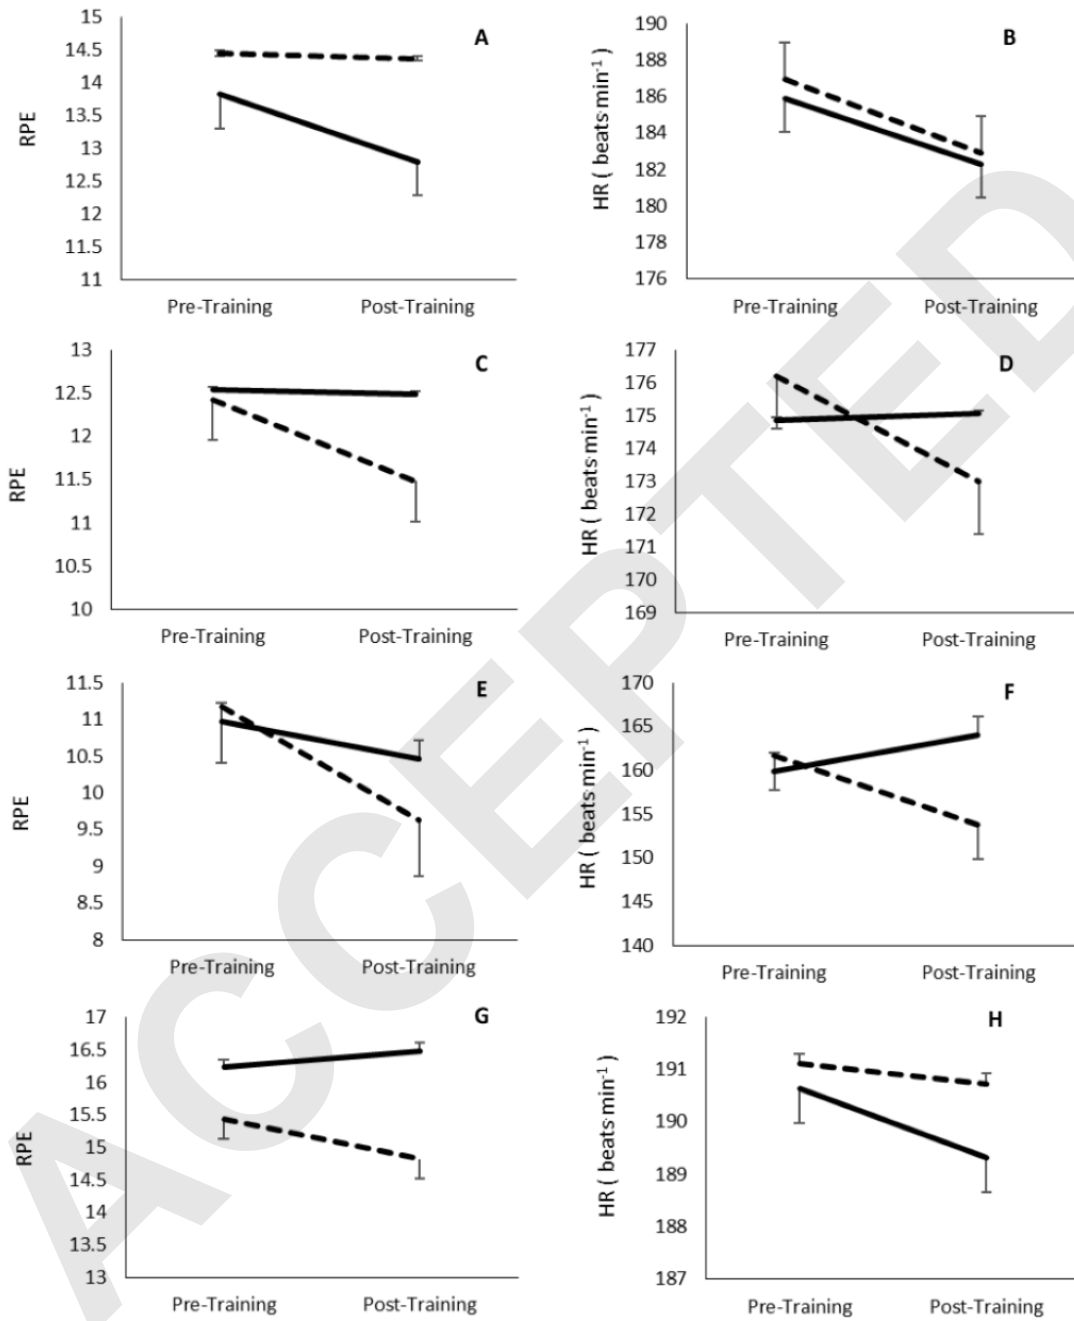 A
RPE
15
14.5
14
13.5
13
12.5
12
11.5
11
Pre-Training Post-Training
B
HR ( beats·min⁻¹ )
190
188
186
184
182
180
178
176
Pre-Training Post-Training
C
RPE
13
12.5
12
11.5
11
10.5
10
Pre-Training Post-Training
D
HR ( beats·min⁻¹ )
177
176
175
174
173
172
171
170
169
Pre-Training Post-Training
E
RPE
11.5
11
10.5
10
9.5
9
8.5
8
Pre-Training Post-Training
F
HR ( beats·min⁻¹ )
170
165
160
155
150
145
140
Pre-Training Post-Training
G
RPE
17
16.5
16
15.5
15
14.5
14
13.5
13
Pre-Training Post-Training
H
HR ( beats·min⁻¹ )
192
191
190
189
188
187
Pre-Training Post-Training
ACCEPTED